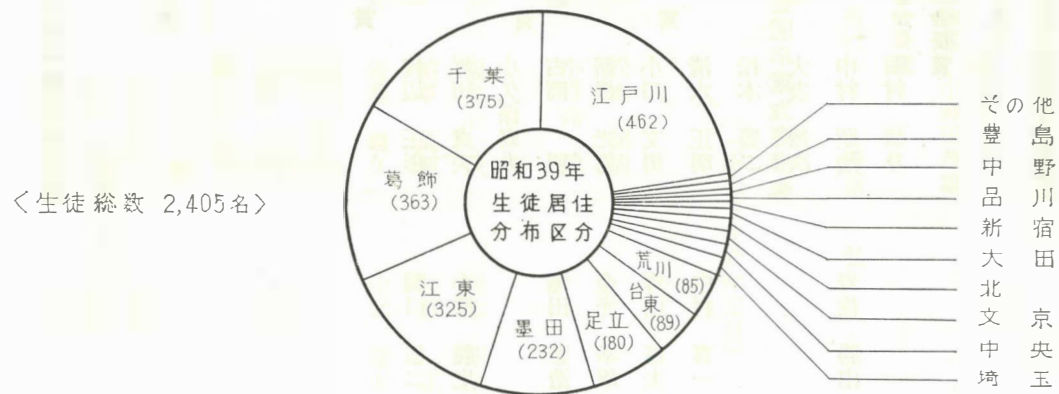 <生徒総数 2,405名>
昭和39年
生徒居住
分布区分
江戸川
(462)
千葉
(375)
葛飾
(363)
江東
(325)
墨田
(232)
足立
(180)
台東
(89)
荒川
(85)
その他
豊島
中野
品川
新宿
大田
北
文京
中央
埼玉